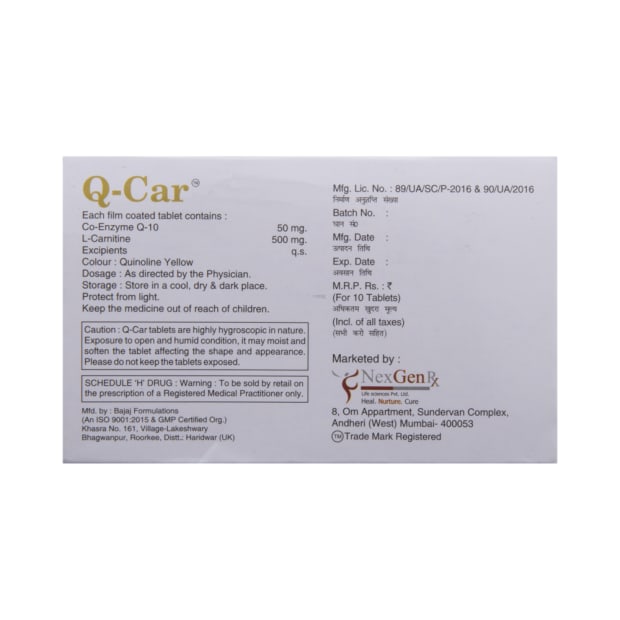 Q-Car™
Each film coated tablet contains :
Co-Enzyme Q-10 50 mg.
L-Carnitine 500 mg.
Excipients q.s.
Colour : Quinoline Yellow
Dosage : As directed by the Physician.
Storage : Store in a cool, dry & dark place.
Protect from light.
Keep the medicine out of reach of children.
Caution : Q-Car tablets are highly hygroscopic in nature.
Exposure to open and humid condition, it may moist and
soften the tablet affecting the shape and appearance.
Please do not keep the tablets exposed.
SCHEDULE 'H' DRUG : Warning : To be sold by retail on
the prescription of a Registered Medical Practitioner only.
Mfd. by : Bajaj Formulations
(An ISO 9001:2015 & GMP Certified Org.)
Khasra No. 161, Village-Lakeshwary
Bhagwanpur, Roorkee, Distt.: Haridwar (UK)
Mfg. Lic. No. : 89/UA/SC/P-2016 & 90/UA/2016
निर्माण अनुज्ञप्ति संख्या
Batch No. :
घान सं०
Mfg. Date :
उत्पादन तिथि
Exp. Date :
अवसान तिथि
M.R.P. Rs. : ₹
(For 10 Tablets)
अधिकतम खुदरा मूल्य
(Incl. of all taxes)
(सभी करो सहित)
Marketed by :
NexGenRx
Life sciences Pvt. Ltd.
Heal. Nurture. Cure
8, Om Appartment, Sundervan Complex,
Andheri (West) Mumbai- 400053
TM Trade Mark Registered